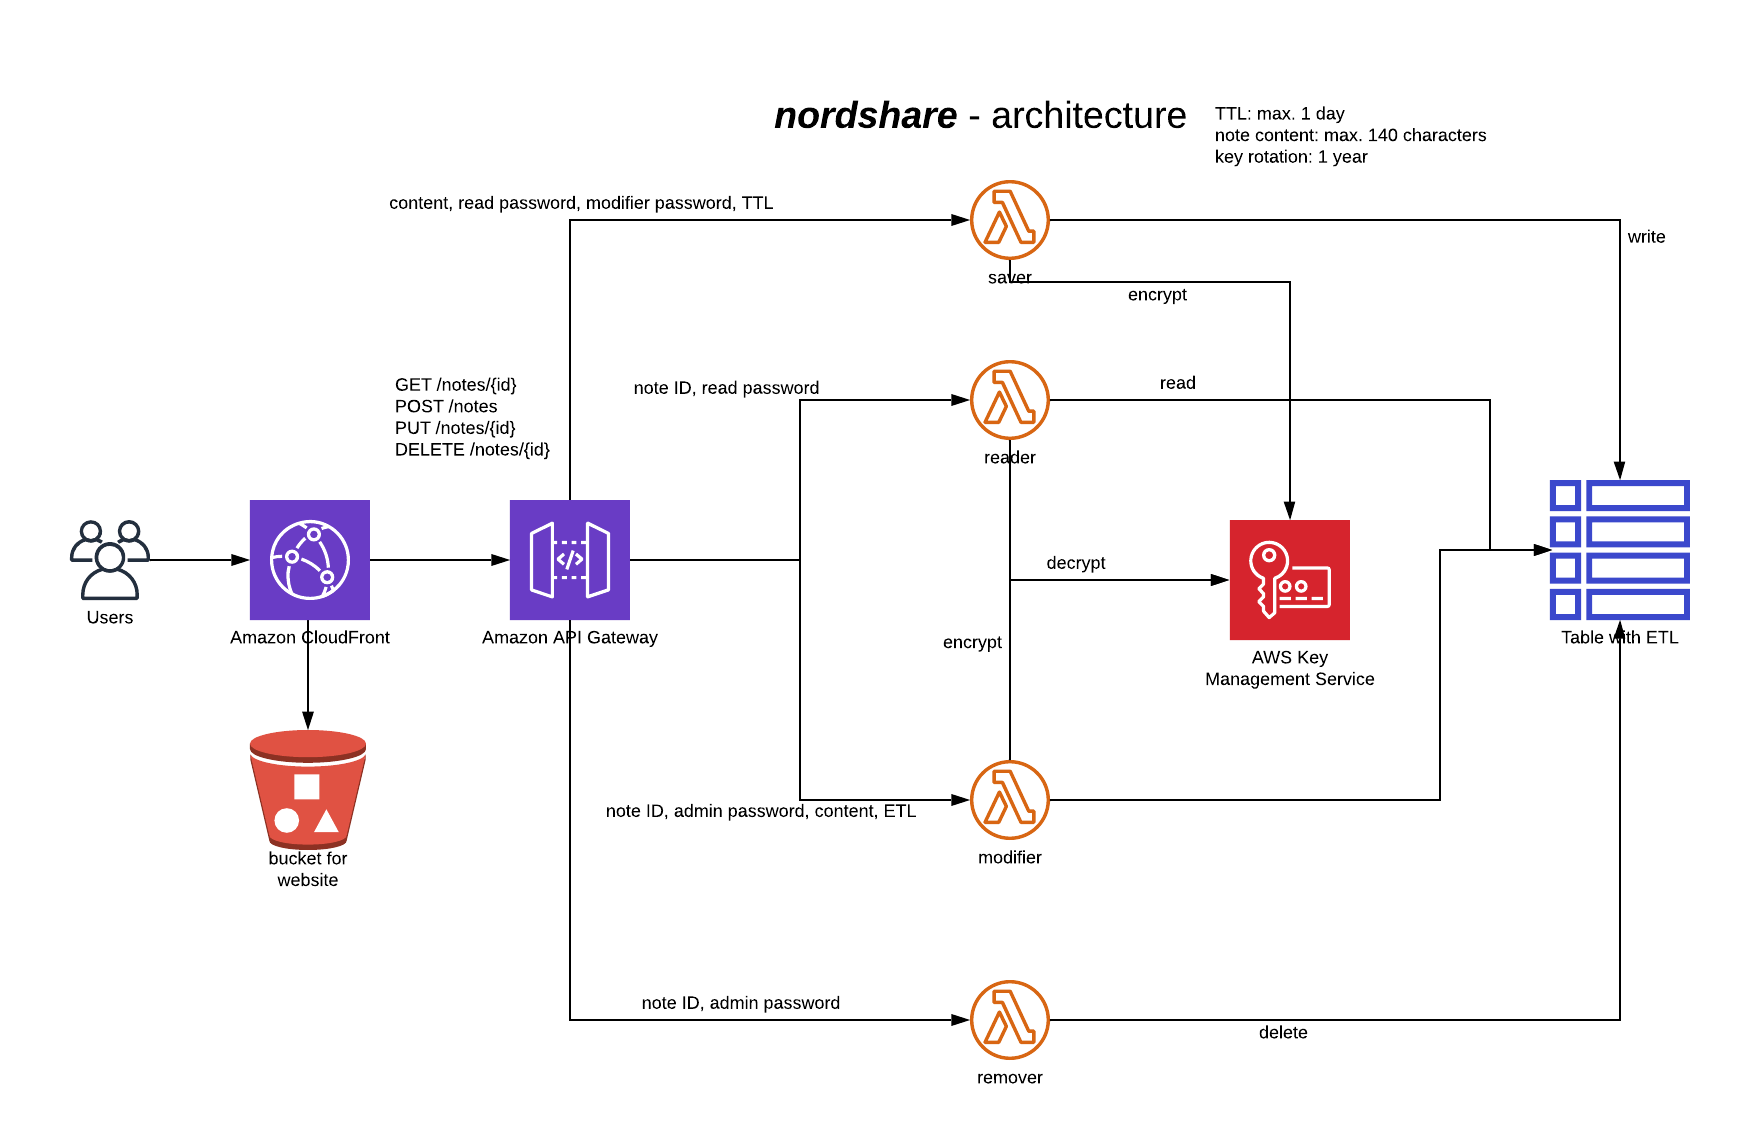 nordshare - architecture
TTL: max. 1 day
note content: max. 140 characters
key rotation: 1 year
content, read password, modifier password, TTL
write
saver
encrypt
GET /notes/{id}
POST /notes
PUT /notes/{id}
DELETE /notes/{id}
note ID, read password
read
reader
decrypt
Users
Amazon CloudFront
Amazon API Gateway
encrypt
AWS Key
Management Service
Table with ETL
note ID, admin password, content, ETL
modifier
bucket for
website
note ID, admin password
delete
remover